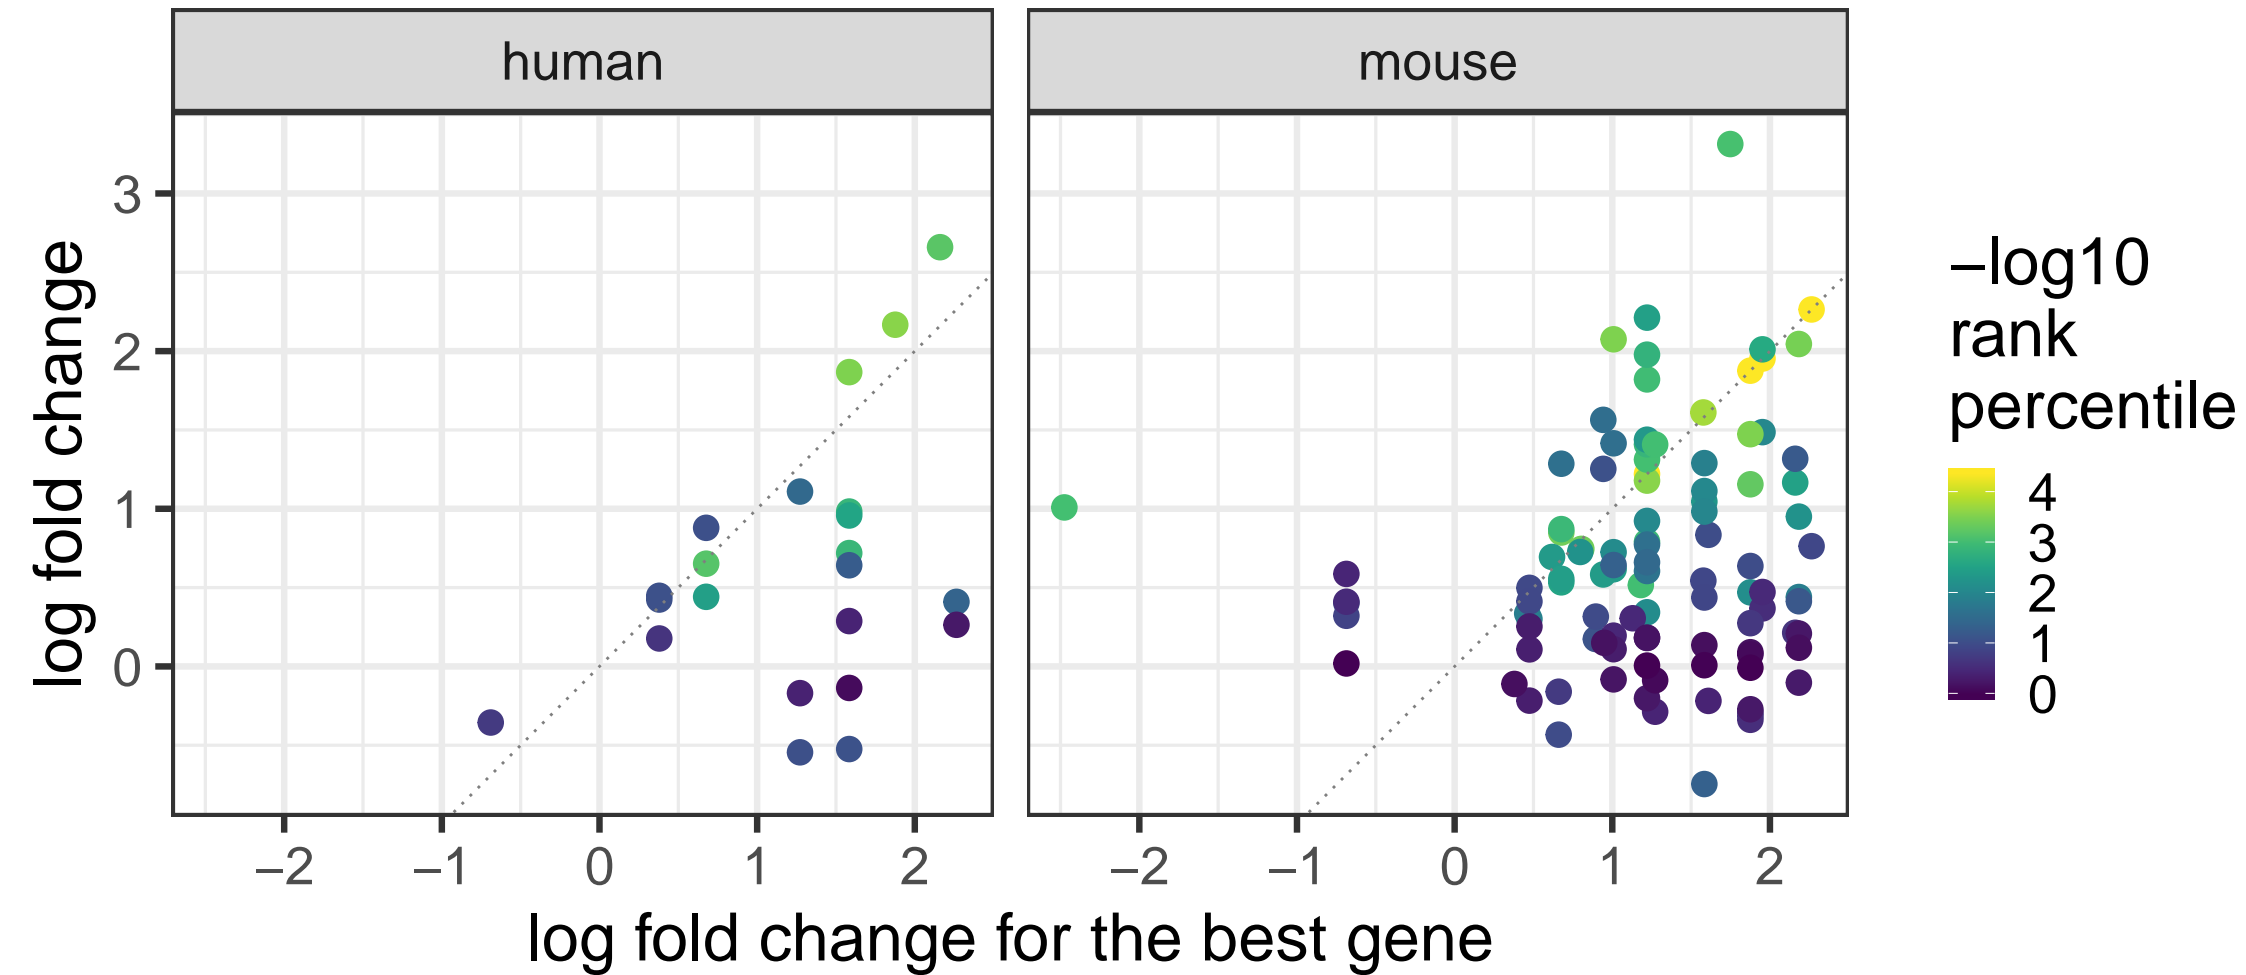 human
mouse
log fold change
3
2
1
0
–2
–1
0
1
2
–2
–1
0
1
2
log fold change for the best gene
–log10
rank
percentile
4
3
2
1
0